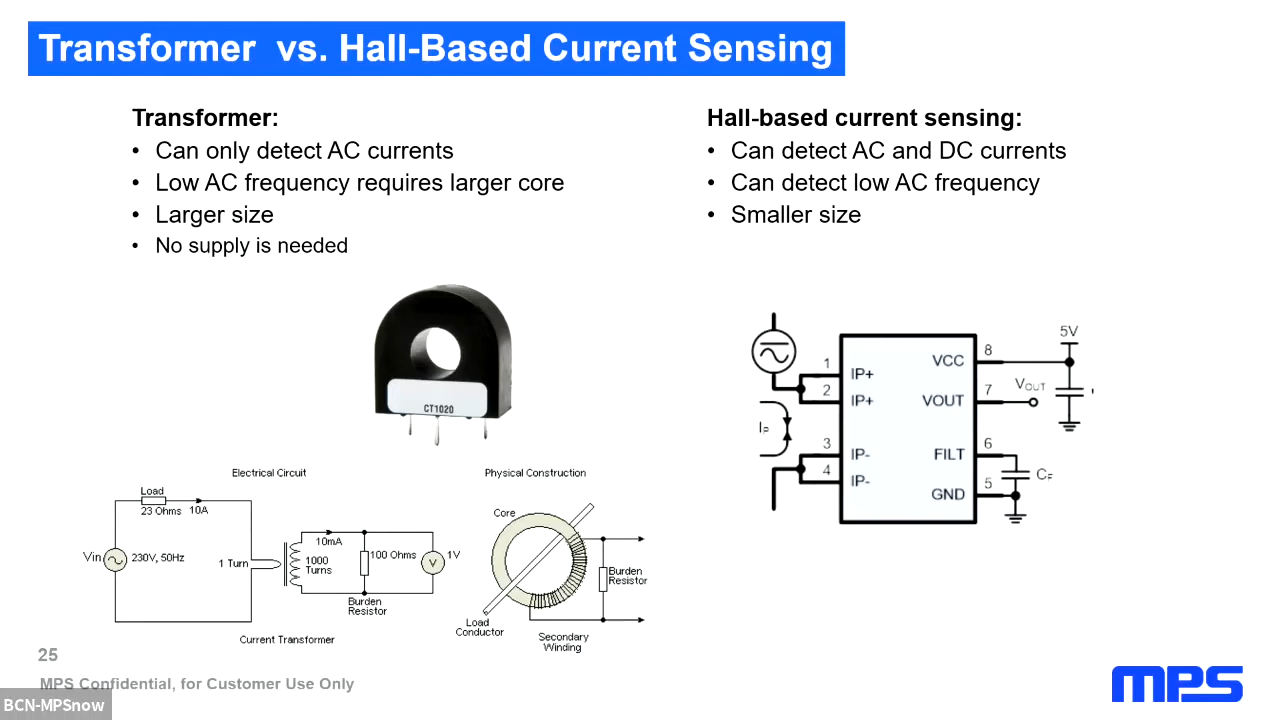 Transformer vs. Hall-Based Current Sensing
Transformer:
• Can only detect AC currents
• Low AC frequency requires larger core
• Larger size
• No supply is needed
Hall-based current sensing:
• Can detect AC and DC currents
• Can detect low AC frequency
• Smaller size
CT1020
Electrical Circuit
Load
23 Ohms 10A
Vin
230V, 50Hz
1 Turn
10mA
1000
Turns
100 Ohms
V
1V
Burden
Resistor
Current Transformer
Physical Construction
Core
Burden
Resistor
Load
Conductor
Secondary
Winding
IP
1 IP+
2 IP+
3 IP-
4 IP-
VCC 8
VOUT 7
FILT 6
GND 5
5V
VOUT
CF
25
MPS Confidential, for Customer Use Only
BCN-MPSnow
MPS